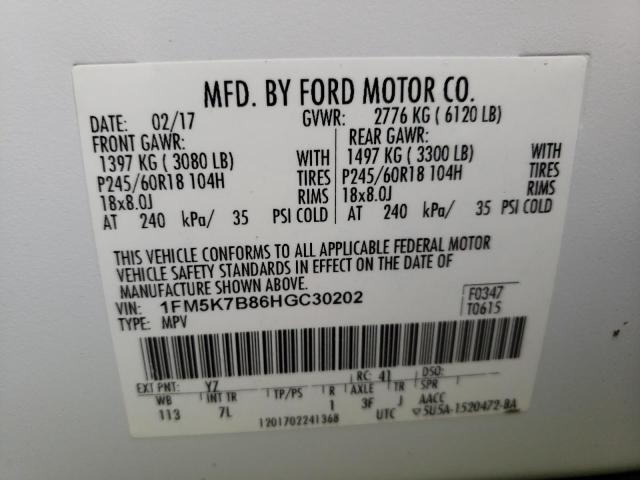 MFD. BY FORD MOTOR CO.
DATE: 02/17 GVWR: 2776 KG ( 6120 LB)
FRONT GAWR: REAR GAWR:
1397 KG ( 3080 LB) WITH 1497 KG ( 3300 LB) WITH
P245/60R18 104H TIRES P245/60R18 104H TIRES
18x8.0J RIMS 18x8.0J RIMS
AT 240 kPa/ 35 PSI COLD AT 240 kPa/ 35 PSI COLD
THIS VEHICLE CONFORMS TO ALL APPLICABLE FEDERAL MOTOR
VEHICLE SAFETY STANDARDS IN EFFECT ON THE DATE OF
MANUFACTURE SHOWN ABOVE.
VIN: 1FM5K7B86HGC30202 F0347
TYPE: MPV T0615
EXT PNT: YZ RC: 41 DSO:
WB INT TR TP/PS R AXLE TR SPR
113 7L 1 3F J AACC
1201702241368 UTC 5U5A-1520472-BA